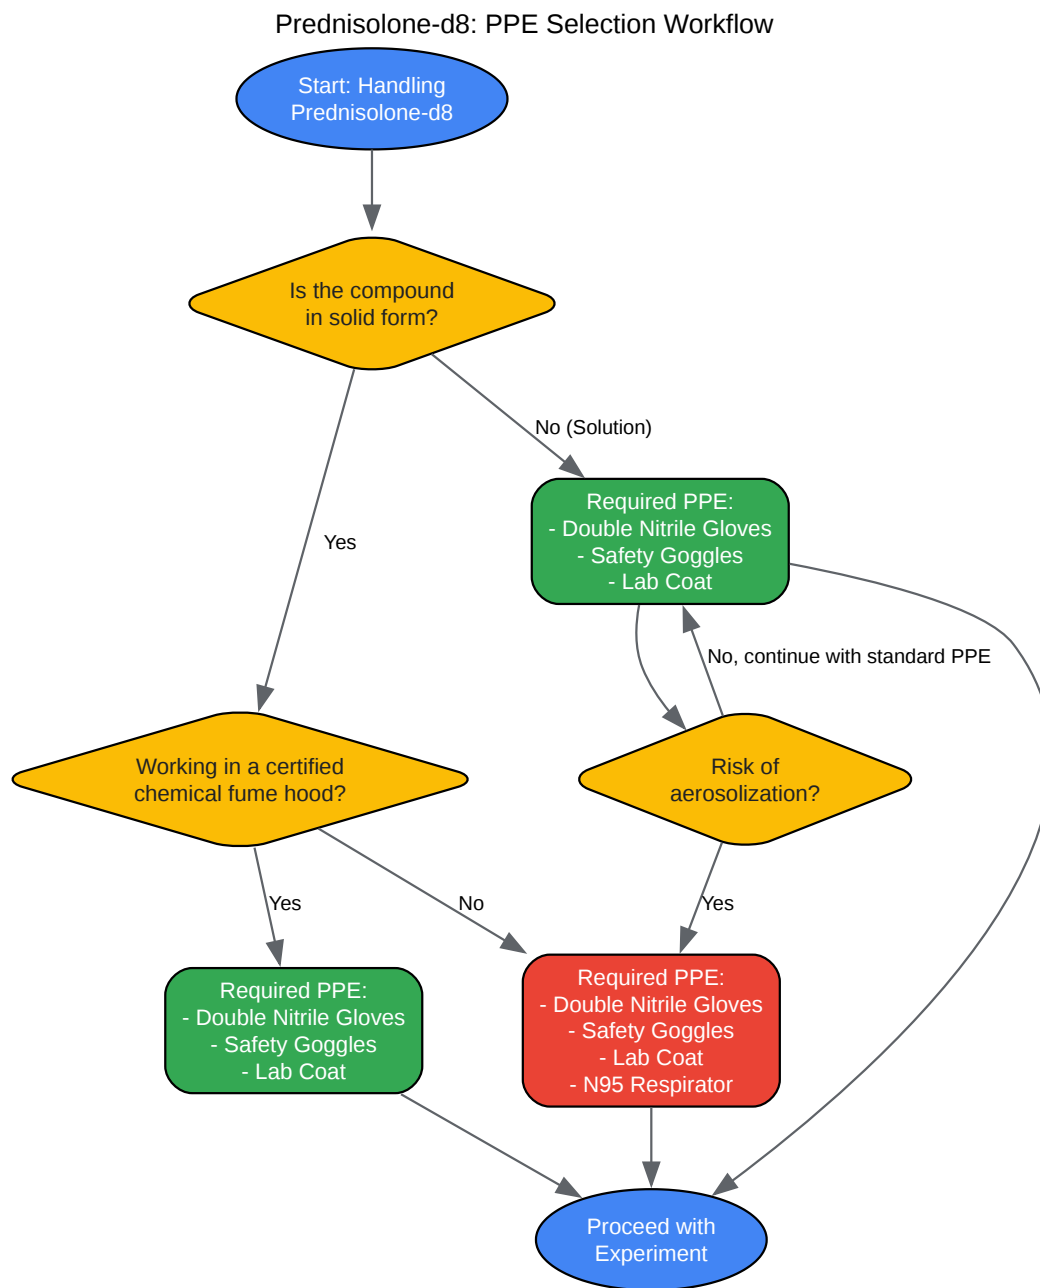 Prednisolone-d8: PPE Selection Workflow
Start: Handling
Prednisolone-d8
Is the compound
in solid form?
No (Solution)
Yes
Required PPE:
- Double Nitrile Gloves
- Safety Goggles
- Lab Coat
No, continue with standard PPE
Working in a certified
chemical fume hood?
Risk of
aerosolization?
Yes
No
Yes
Required PPE:
- Double Nitrile Gloves
- Safety Goggles
- Lab Coat
Required PPE:
- Double Nitrile Gloves
- Safety Goggles
- Lab Coat
- N95 Respirator
Proceed with
Experiment